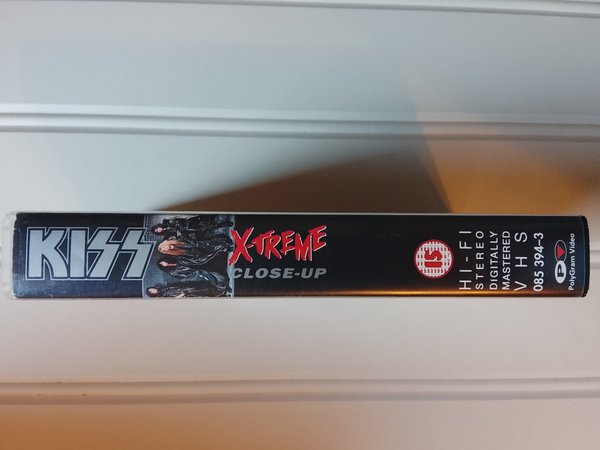 KISS
X-TREME
CLOSE-UP
15
HI-FI
STEREO
DIGITALLY
MASTERED
VHS
085 394-3
P
PolyGram Video